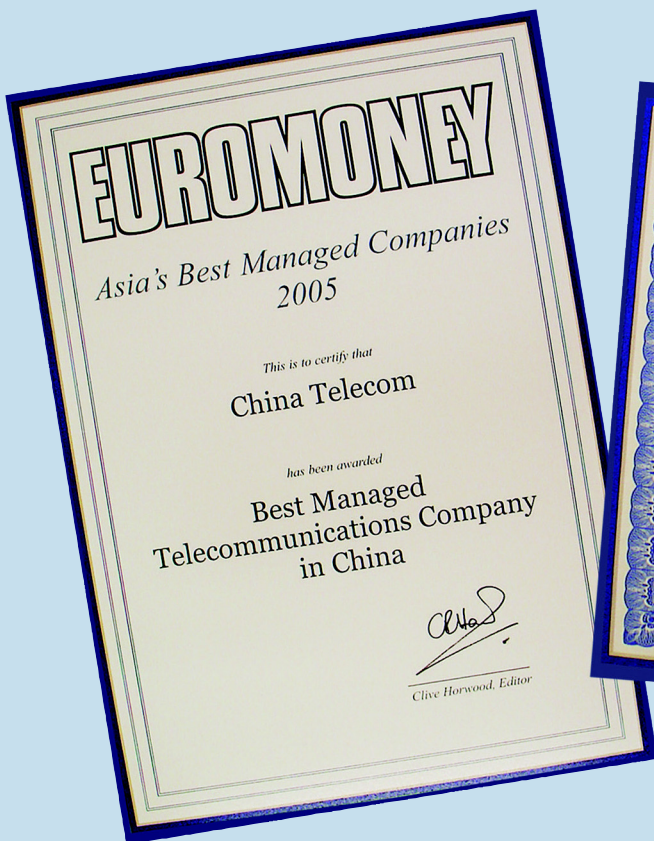 EUROMONEY
Asia's Best Managed Companies
2005
This is to certify that
China Telecom
has been awarded
Best Managed
Telecommunications Company
in China
Clive Horwood, Editor